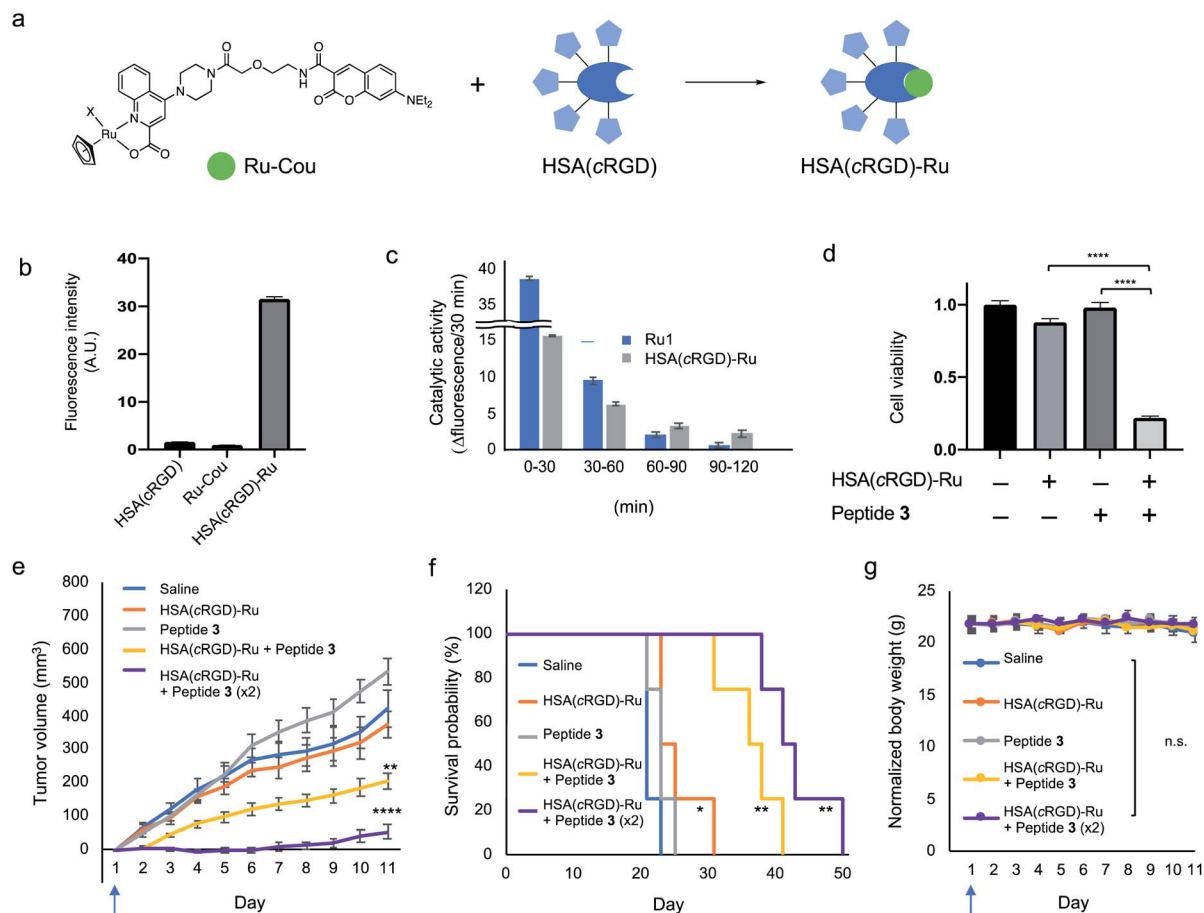 a
O
N
N
O
NH
O
O
O
NEt₂
X
N
Ru
O
O
+
Ru-Cou
HSA(cRGD)
HSA(cRGD)-Ru
b
Fluorescence intensity
(A.U.)
40
30
20
10
0
HSA(cRGD)
Ru-Cou
HSA(cRGD)-Ru
c
Catalytic activity
(Δfluorescence/30 min)
40
35
15
10
5
0
Ru1
HSA(cRGD)-Ru
0-30
30-60
60-90
90-120
(min)
d
Cell viability
1.0
0.5
0.0
****
****
HSA(cRGD)-Ru
– + – +
Peptide 3
– – + +
e
Tumor volume (mm³)
800
700
600
500
400
300
200
100
0
Saline
HSA(cRGD)-Ru
Peptide 3
HSA(cRGD)-Ru + Peptide 3
HSA(cRGD)-Ru
+ Peptide 3 (x2)
**
****
1 2 3 4 5 6 7 8 9 10 11
Day
f
Survival probability (%)
120
100
80
60
40
20
0
Saline
HSA(cRGD)-Ru
Peptide 3
HSA(cRGD)-Ru
+ Peptide 3
HSA(cRGD)-Ru
+ Peptide 3 (x2)
*
**
**
0 10 20 30 40 50
Day
g
Normalized body weight (g)
25
20
15
10
5
0
Saline
HSA(cRGD)-Ru
Peptide 3
HSA(cRGD)-Ru
+ Peptide 3
HSA(cRGD)-Ru
+ Peptide 3 (x2)
n.s.
1 2 3 4 5 6 7 8 9 10 11
Day